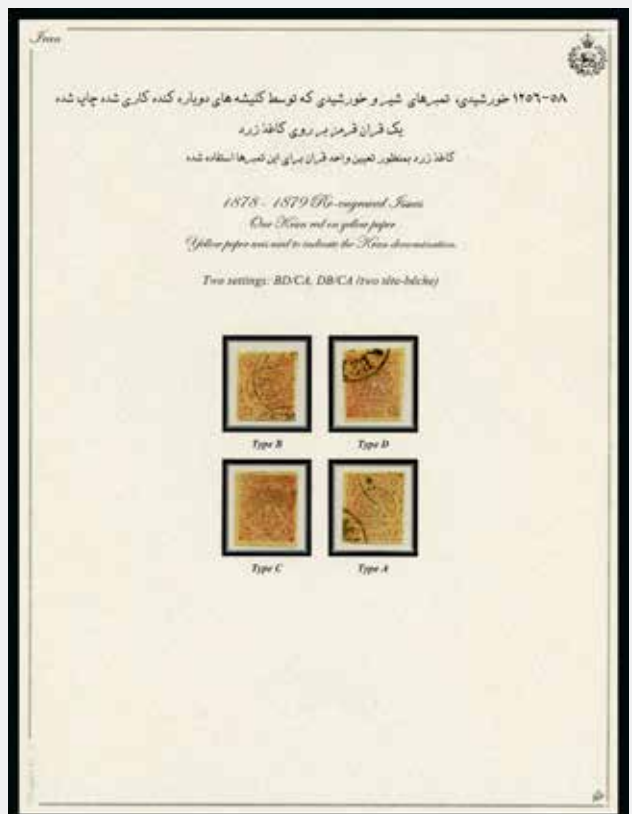 Iran
۱۲۵۶-۵۸ خورشیدی، تمبرهای شیر و خورشیدی که توسط کلیشه های دوباره کنده کاری شده چاپ شده
یک قران قرمز بر روی کاغذ زرد
کاغذ زرد بمنظور تعیین واحد قران برای این تمبرها استفاده شده
1878 - 1879 Re-engraved Issues
One Kran red on yellow paper
Yellow paper was used to indicate the Kran denomination.
Two settings: BD/CA, DB/CA (two tête-bêche)
Type B
Type D
Type C
Type A